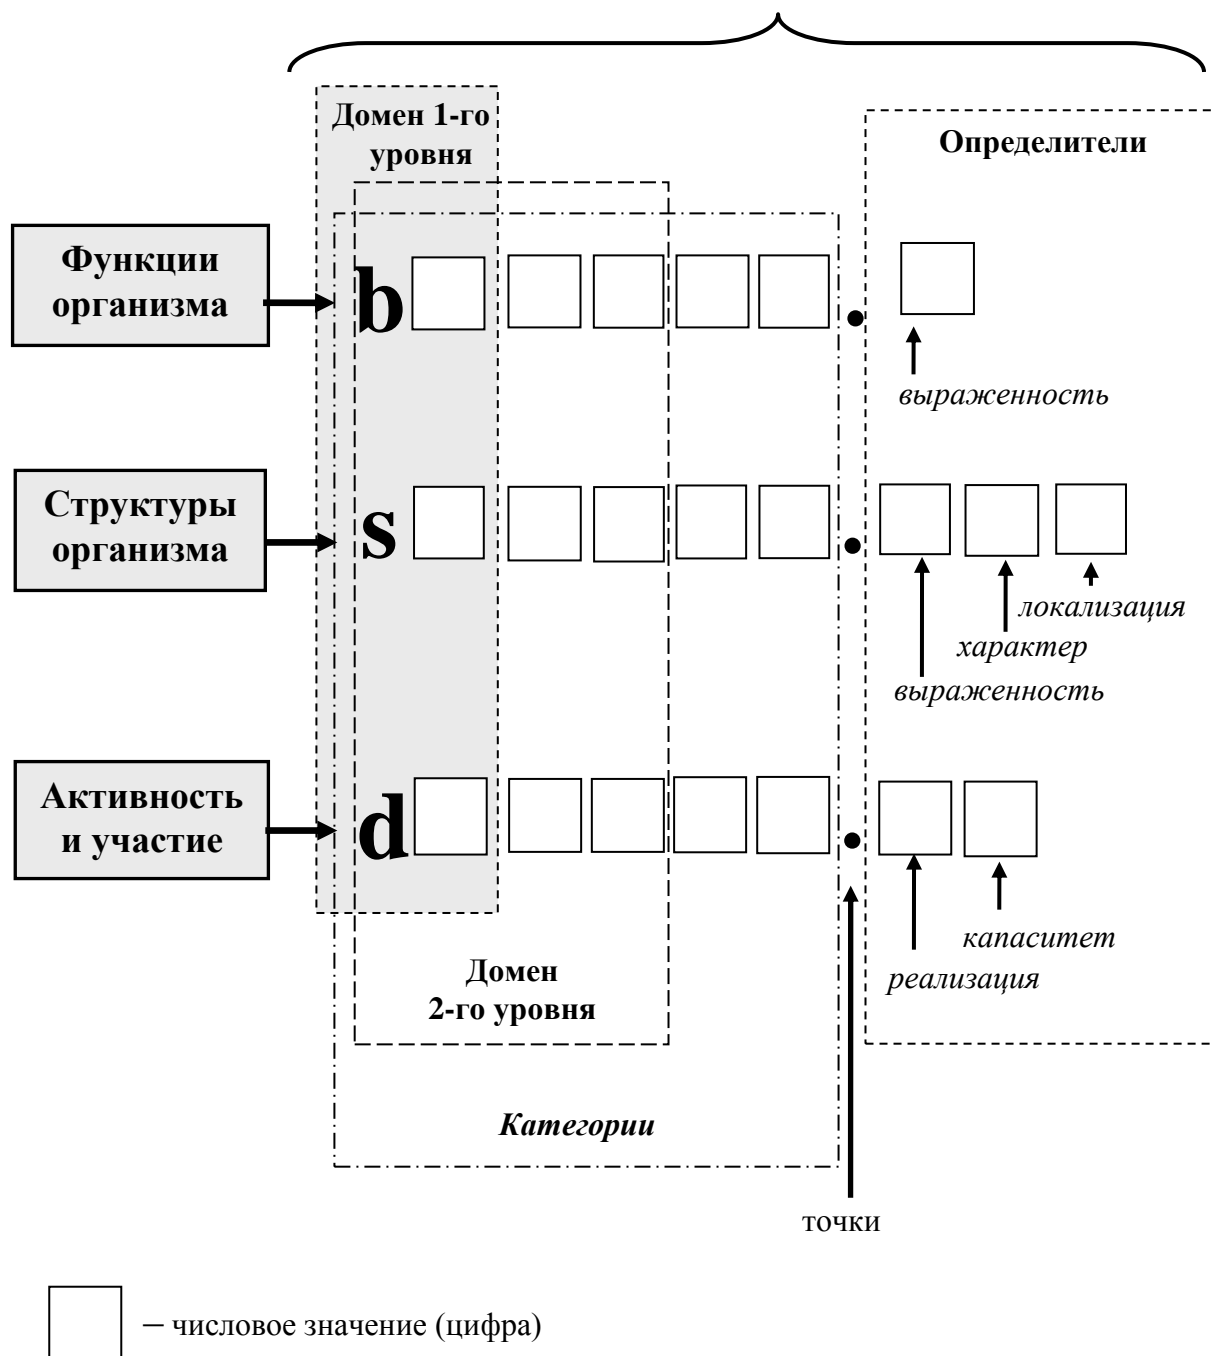 Домен 1-го
уровня
Определители
Функции
организма
b
.
выраженность
Структуры
организма
s
.
локализация
характер
выраженность
Активность
и участие
d
.
капаситет
реализация
Домен
2-го уровня
Категории
точки
– числовое значение (цифра)